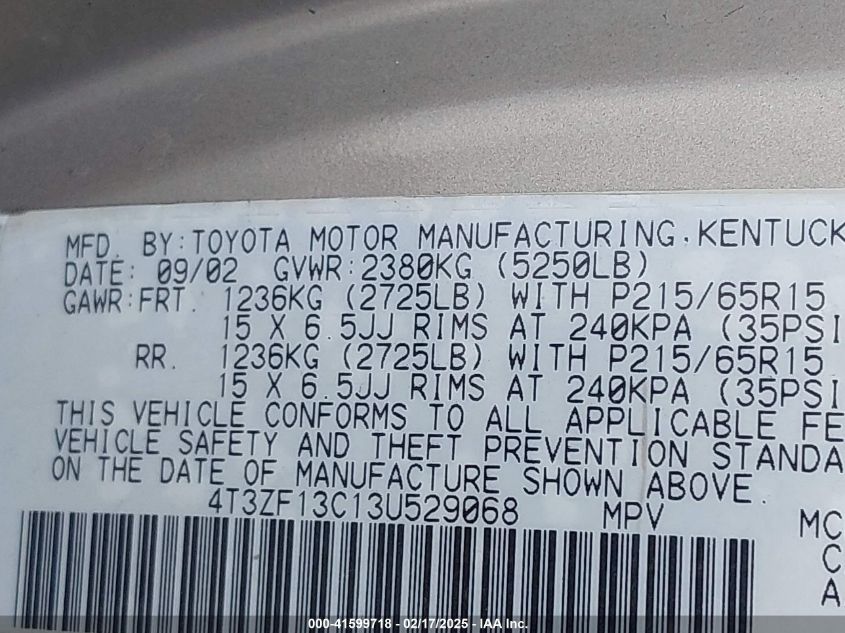 MFD. BY:TOYOTA MOTOR MANUFACTURING.KENTUCK
DATE: 09/02 GVWR:2380KG (5250LB)
GAWR:FRT. 1236KG (2725LB) WITH P215/65R15
15 X 6.5JJ RIMS AT 240KPA (35PSI
RR. 1236KG (2725LB) WITH P215/65R15
15 X 6.5JJ RIMS AT 240KPA (35PSI
THIS VEHICLE CONFORMS TO ALL APPLICABLE FE
VEHICLE SAFETY AND THEFT PREVENTION STANDA
ON THE DATE OF MANUFACTURE SHOWN ABOVE.
4T3ZF13C13U529068 MPV MC
C
A
000-41599718 - 02/17/2025 - IAA Inc.